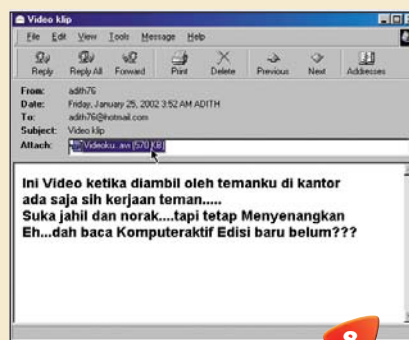 Video klip
File Edit View Tools Message Help
Reply Reply All Forward Print Delete Previous Next Addresses
From: adith76
Date: Friday, January 25, 2002 3:52 AM ADITH
To: adith76@hotmail.com
Subject: Video klip
Attach: Videoku.avi (570 KB)
Ini Video ketika diambil oleh temanku di kantor
ada saja sih kerjaan teman.....
Suka jahil dan norak....tapi tetap Menyenangkan
Eh...dah baca Komputeraktif Edisi baru belum???
8